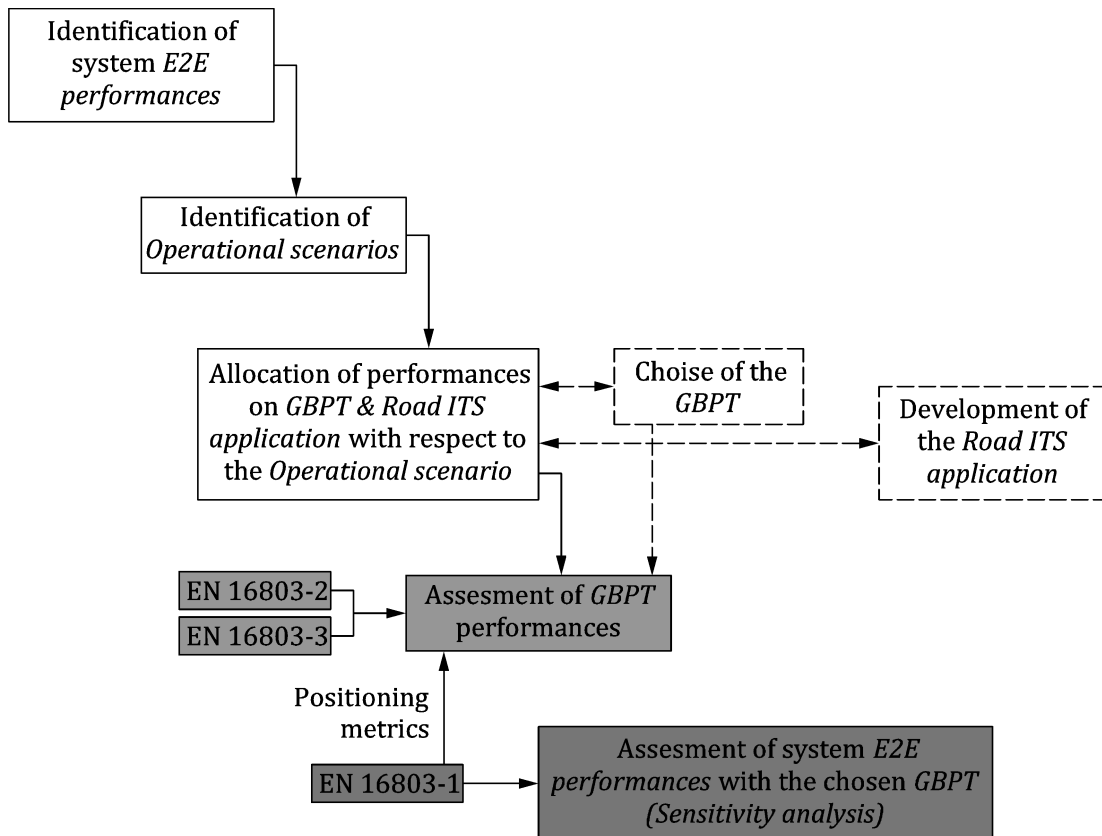 Identification of
system E2E
performances
Identification of
Operational scenarios
Allocation of performances
on GBPT & Road ITS
application with respect to
the Operational scenario
Choise of the
GBPT
Development of
the Road ITS
application
EN 16803-2
EN 16803-3
Assesment of GBPT
performances
Positioning
metrics
EN 16803-1
Assesment of system E2E
performances with the chosen GBPT
(Sensitivity analysis)